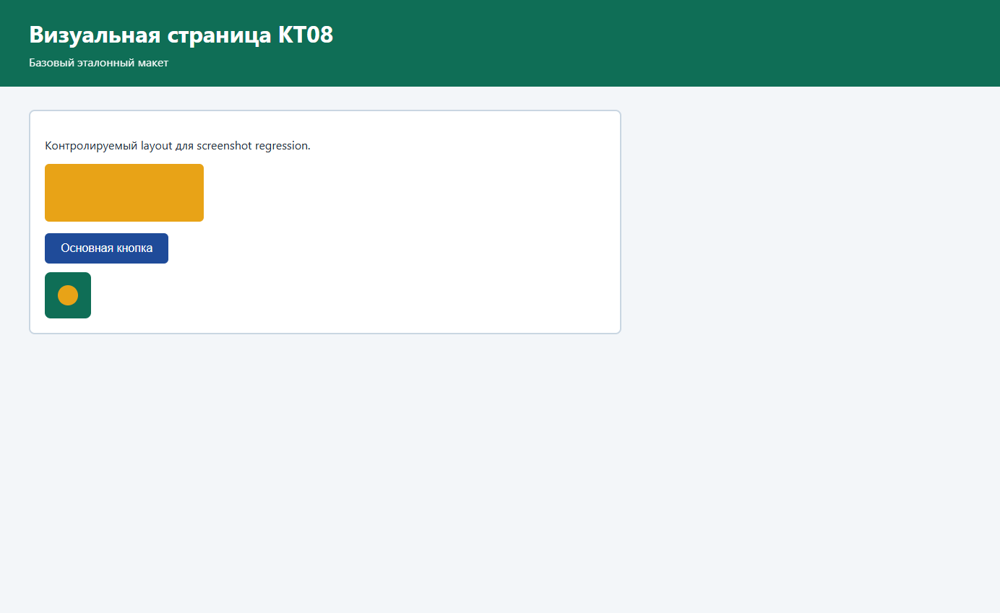 Визуальная страница КТ08
Базовый эталонный макет
Контролируемый layout для screenshot regression.
Основная кнопка